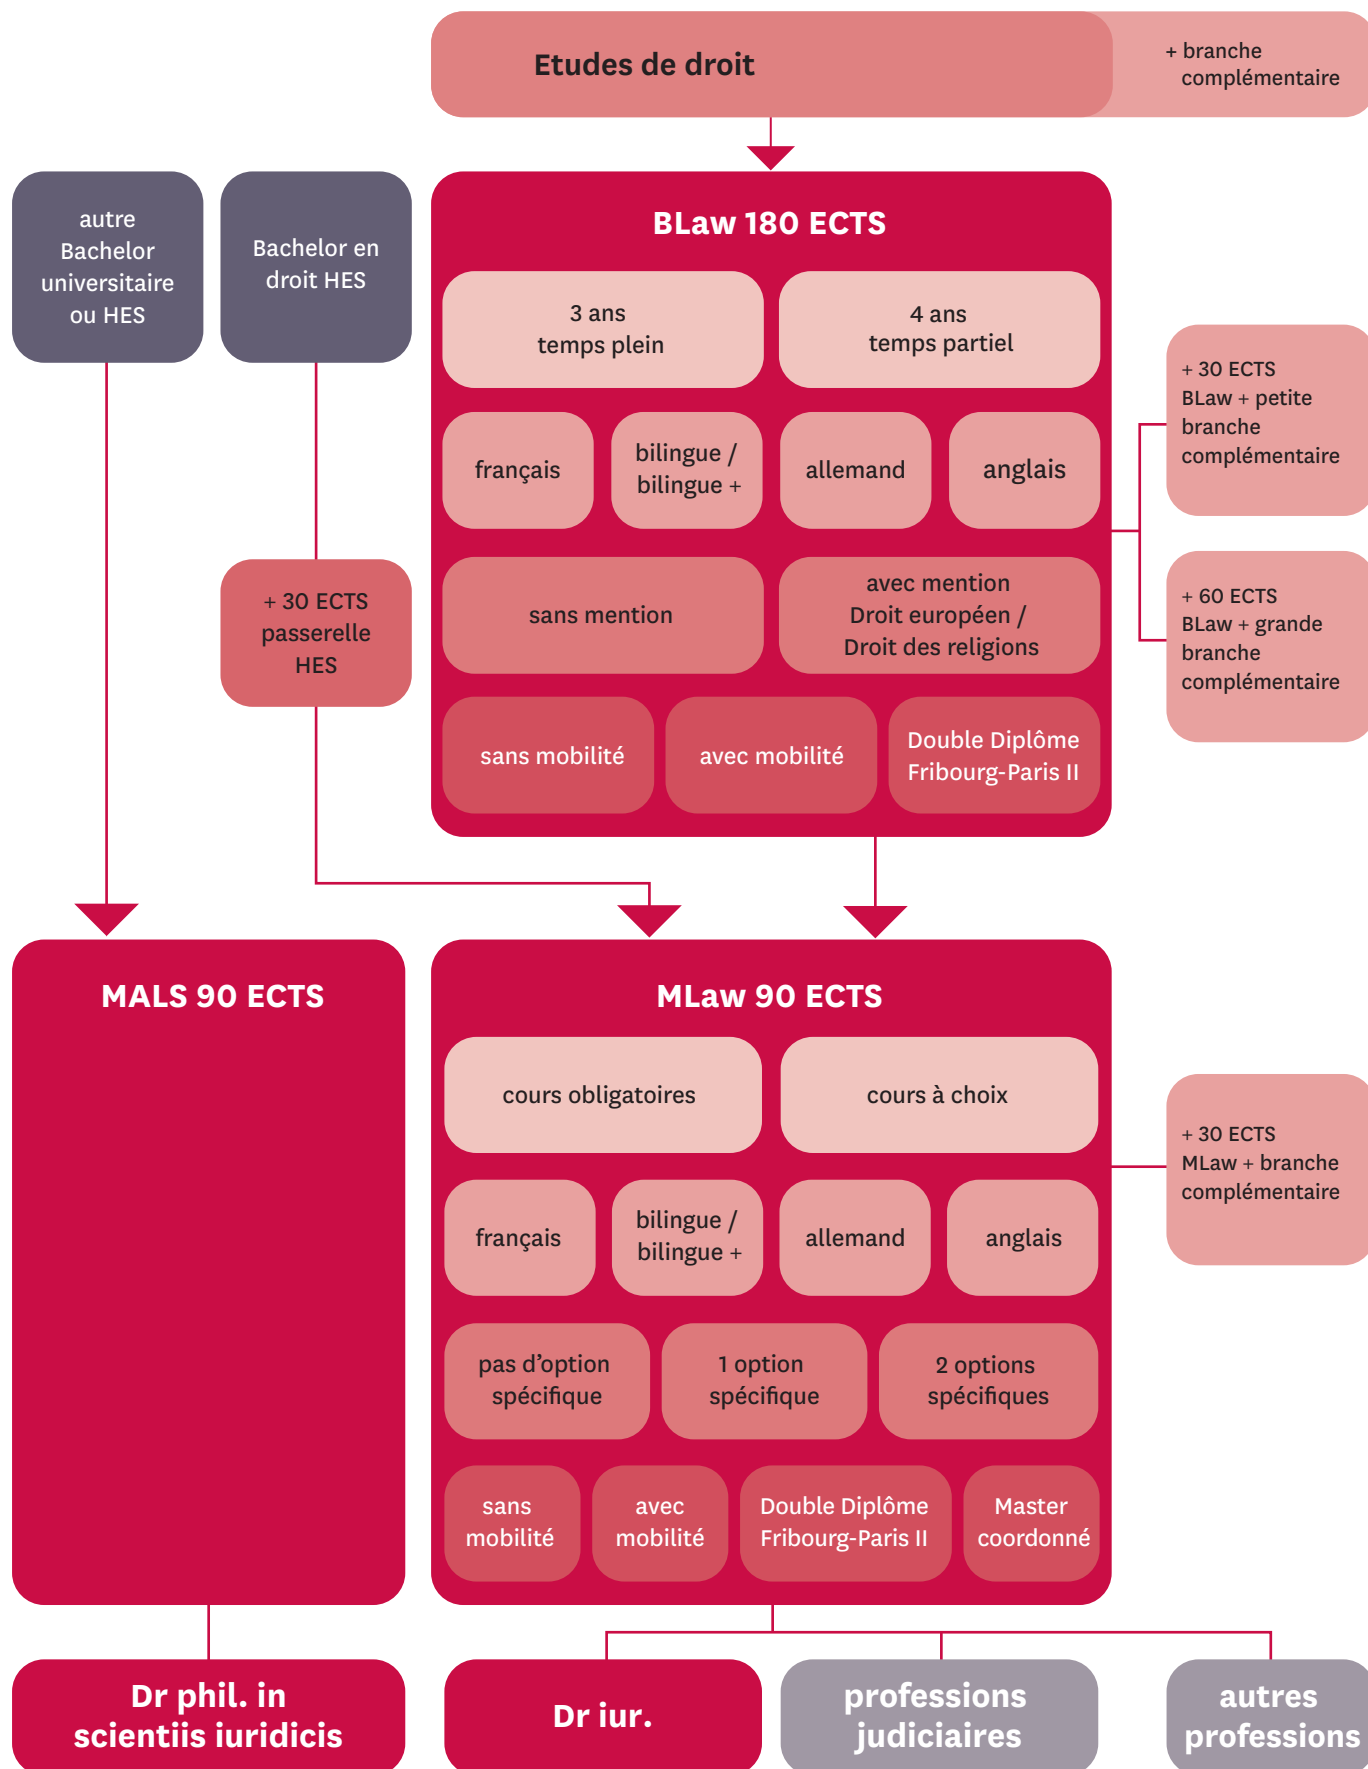 Etudes de droit
+ branche
complémentaire
autre
Bachelor
universitaire
ou HES
Bachelor en
droit HES
+ 30 ECTS
passerelle
HES
BLaw 180 ECTS
3 ans
temps plein
4 ans
temps partiel
français
bilingue /
bilingue +
allemand
anglais
sans mention
avec mention
Droit européen /
Droit des religions
sans mobilité
avec mobilité
Double Diplôme
Fribourg-Paris II
+ 30 ECTS
BLaw + petite
branche
complémentaire
+ 60 ECTS
BLaw + grande
branche
complémentaire
MALS 90 ECTS
MLaw 90 ECTS
cours obligatoires
cours à choix
français
bilingue /
bilingue +
allemand
anglais
pas d’option
spécifique
1 option
spécifique
2 options
spécifiques
sans
mobilité
avec
mobilité
Double Diplôme
Fribourg-Paris II
Master
coordonné
+ 30 ECTS
MLaw + branche
complémentaire
Dr phil. in
scientiis iuridicis
Dr iur.
professions
judiciaires
autres
professions